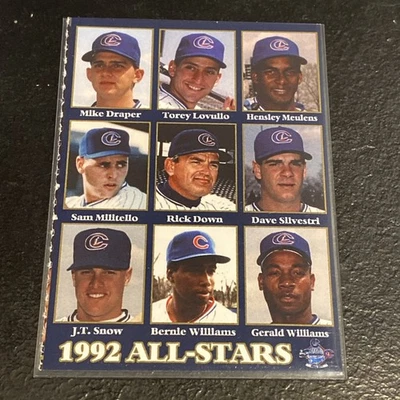 Mike Draper Torey Lovullo Hensley Meulens
Sam Militello Rick Down Dave Silvestri
J.T. Snow Bernie Williams Gerald Williams
1992 ALL-STARS